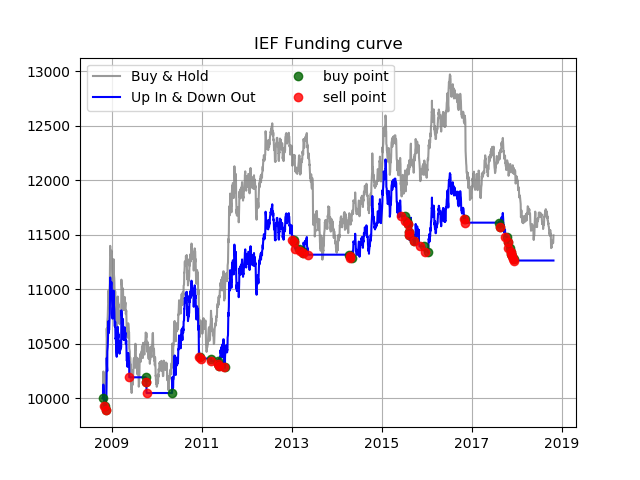 IEF Funding curve
Buy & Hold
Up In & Down Out
buy point
sell point
13000
12500
12000
11500
11000
10500
10000
2009 2011 2013 2015 2017 2019